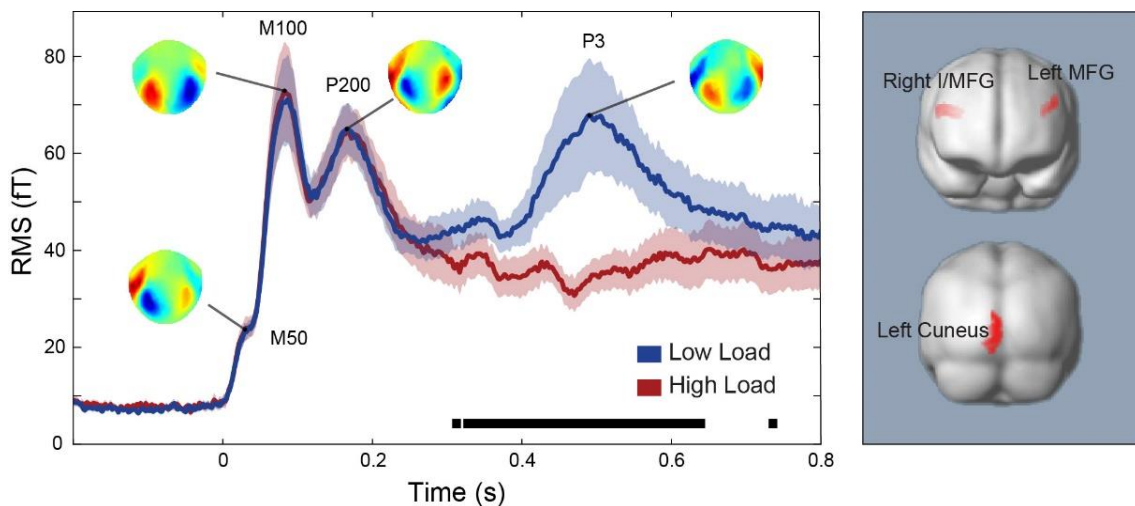 M100
P200
P3
M50
80
60
40
20
0
RMS (fT)
0
0.2
0.4
0.6
0.8
Time (s)
Low Load
High Load
Right I/MFG
Left MFG
Left Cuneus